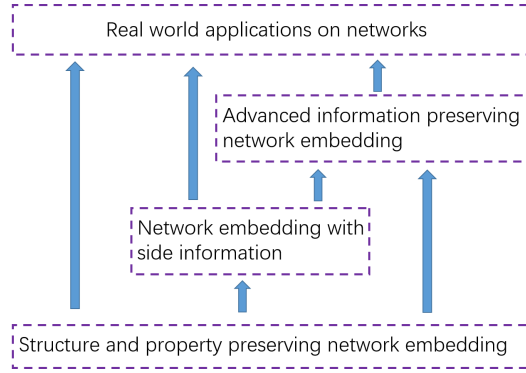 Real world applications on networks
Advanced information preserving
network embedding
Network embedding with
side information
Structure and property preserving network embedding